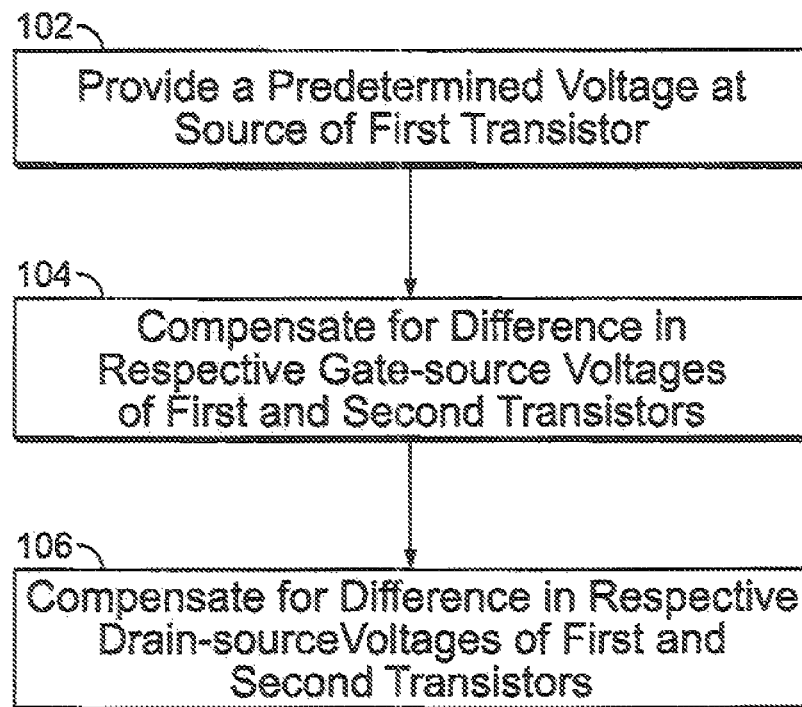 102
Provide a Predetermined Voltage at
Source of First Transistor
104
Compensate for Difference in
Respective Gate-source Voltages
of First and Second Transistors
106
Compensate for Difference in Respective
Drain-sourceVoltages of First and
Second Transistors